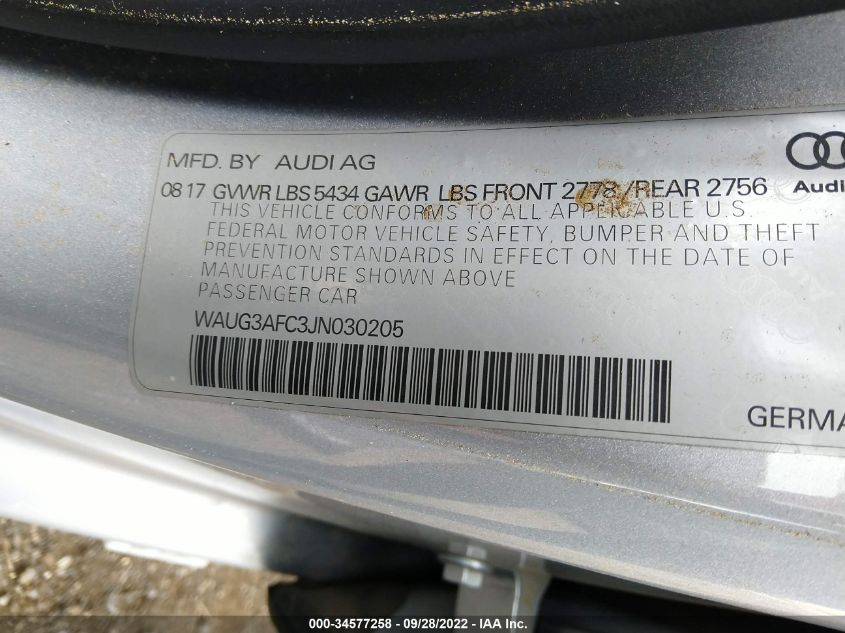 MFD. BY AUDI AG
08 17 GVWR LBS 5434 GAWR LBS FRONT 2778 /REAR 2756
Audi
THIS VEHICLE CONFORMS TO ALL APPLICABLE U.S.
FEDERAL MOTOR VEHICLE SAFETY, BUMPER AND THEFT
PREVENTION STANDARDS IN EFFECT ON THE DATE OF
MANUFACTURE SHOWN ABOVE
PASSENGER CAR
WAUG3AFC3JN030205
GERMA
000-34577258 - 09/28/2022 - IAA Inc.